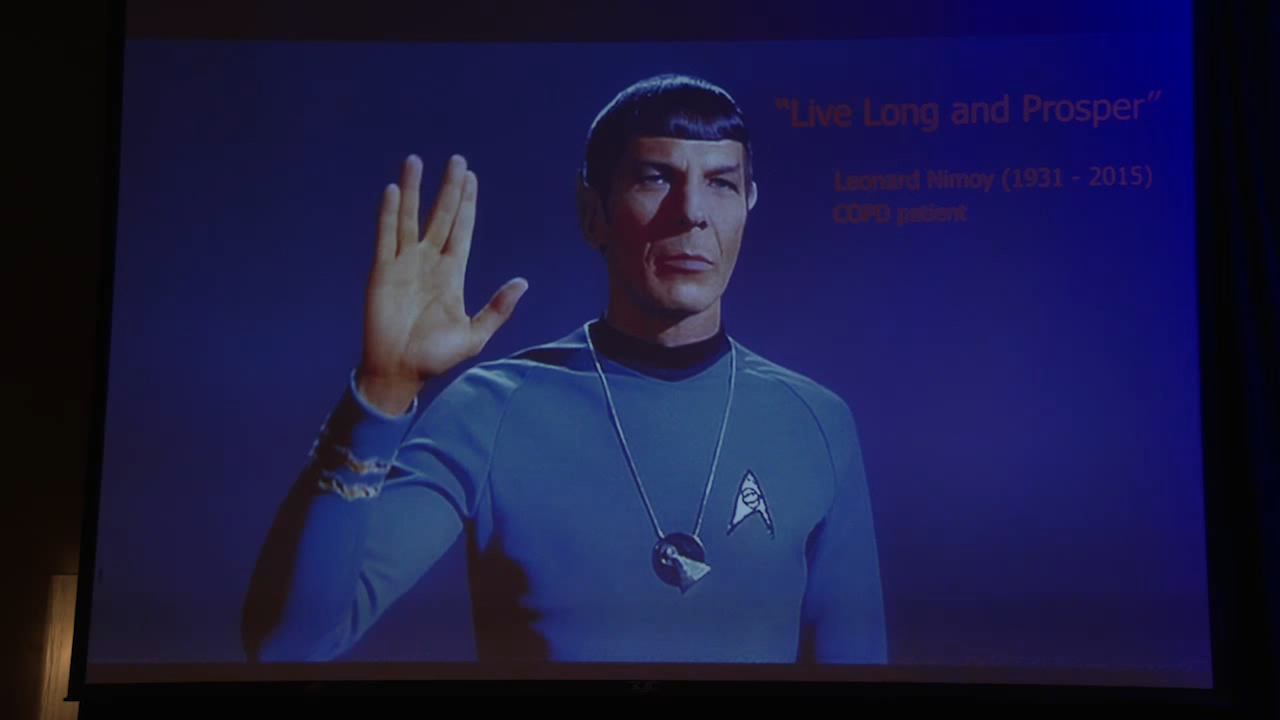 “Live Long and Prosper”
Leonard Nimoy (1931 - 2015)
COPD patient